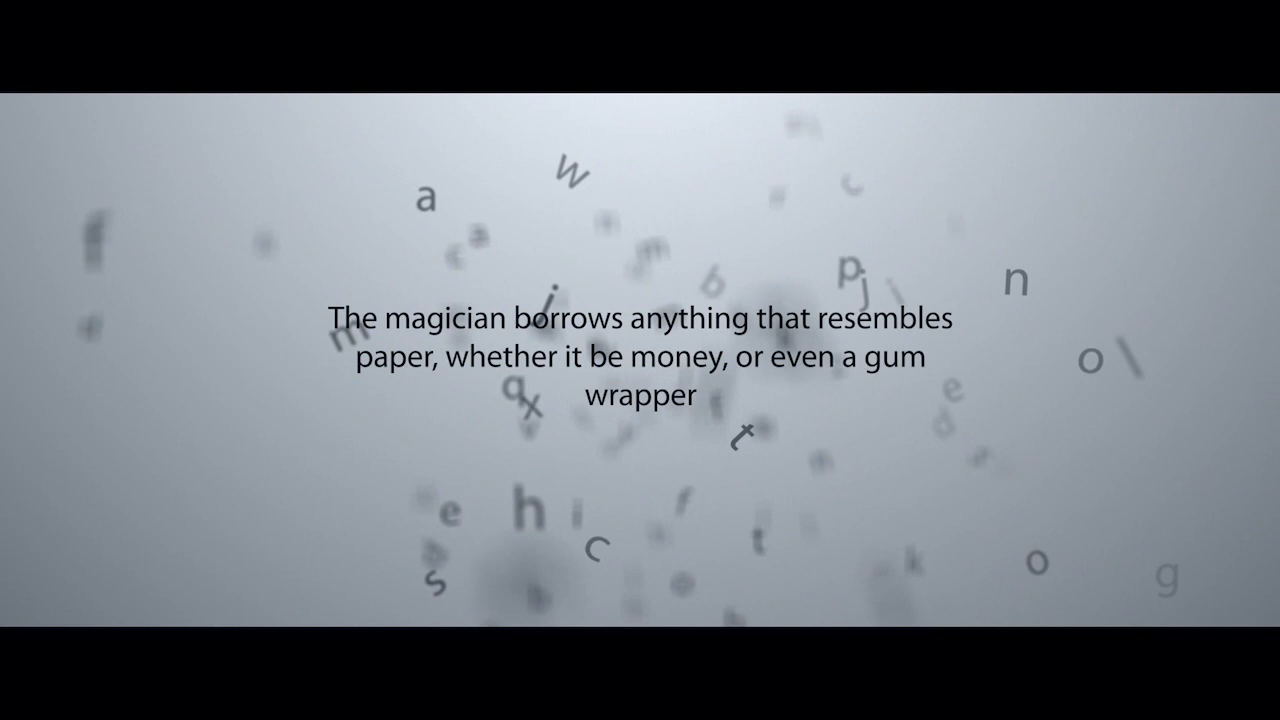 The magician borrows anything that resembles
paper, whether it be money, or even a gum
wrapper